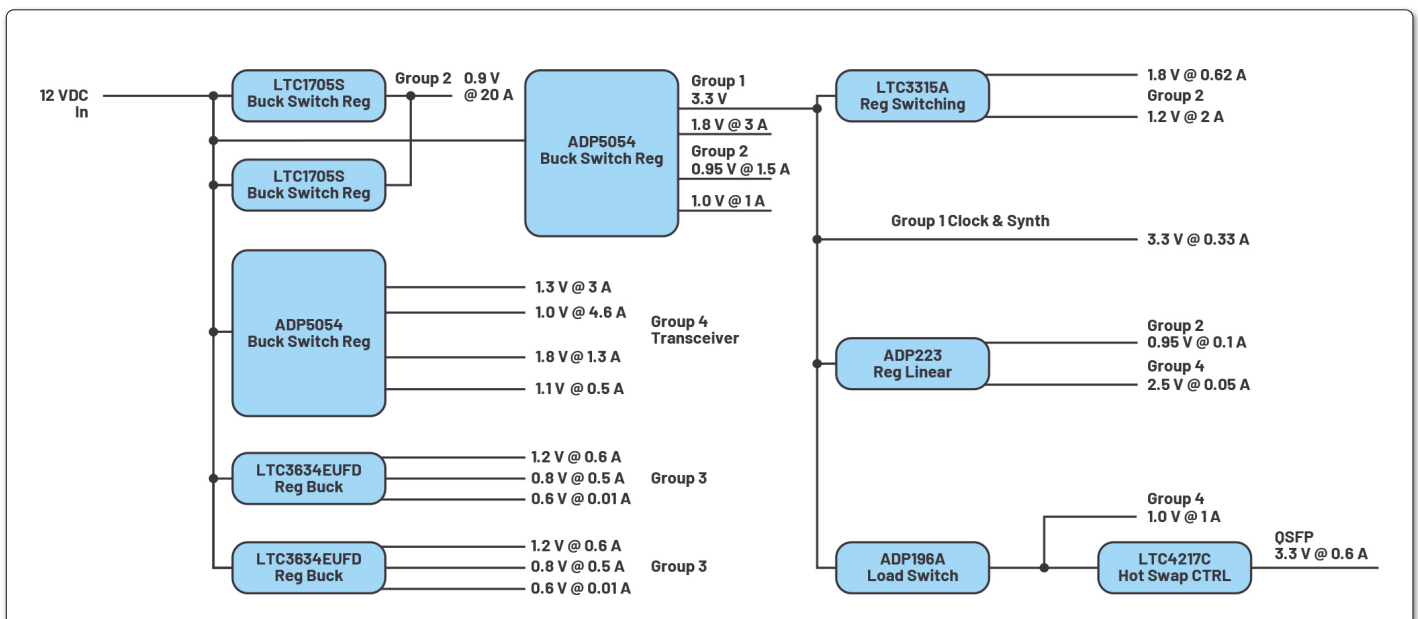 12 VDC
In
LTC1705S
Buck Switch Reg
Group 2
0.9 V
@ 20 A
LTC1705S
Buck Switch Reg
ADP5054
Buck Switch Reg
Group 1
3.3 V
1.8 V @ 3 A
Group 2
0.95 V @ 1.5 A
1.0 V @ 1 A
LTC3315A
Reg Switching
1.8 V @ 0.62 A
Group 2
1.2 V @ 2 A
Group 1 Clock & Synth
3.3 V @ 0.33 A
ADP5054
Buck Switch Reg
1.3 V @ 3 A
1.0 V @ 4.6 A
1.8 V @ 1.3 A
1.1 V @ 0.5 A
Group 4
Transceiver
ADP223
Reg Linear
Group 2
0.95 V @ 0.1 A
Group 4
2.5 V @ 0.05 A
LTC3634EUFD
Reg Buck
1.2 V @ 0.6 A
0.8 V @ 0.5 A
0.6 V @ 0.01 A
Group 3
LTC3634EUFD
Reg Buck
1.2 V @ 0.6 A
0.8 V @ 0.5 A
0.6 V @ 0.01 A
Group 3
ADP196A
Load Switch
Group 4
1.0 V @ 1 A
LTC4217C
Hot Swap CTRL
QSFP
3.3 V @ 0.6 A